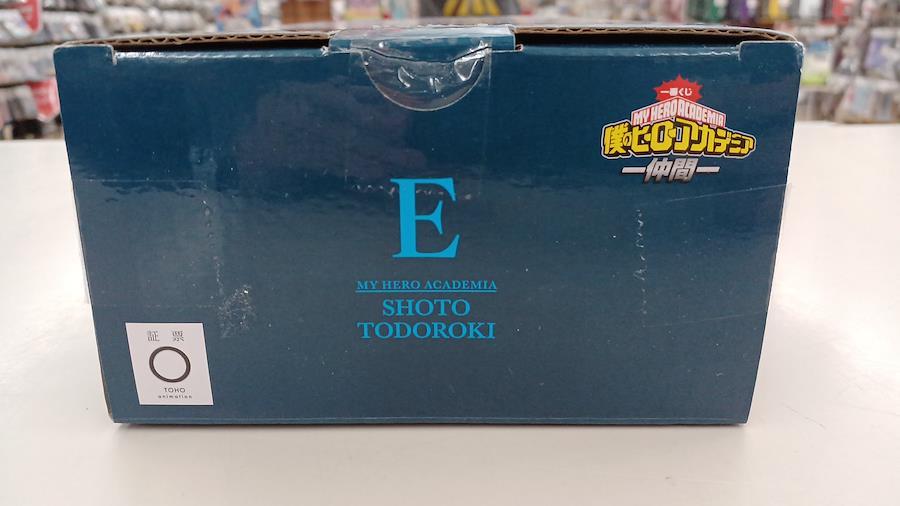 一番くじ
MY HERO ACADEMIA
僕のヒーローアカデミア
仲間
E
MY HERO ACADEMIA
SHOTO
TODOROKI
証 票
TOHO
animation